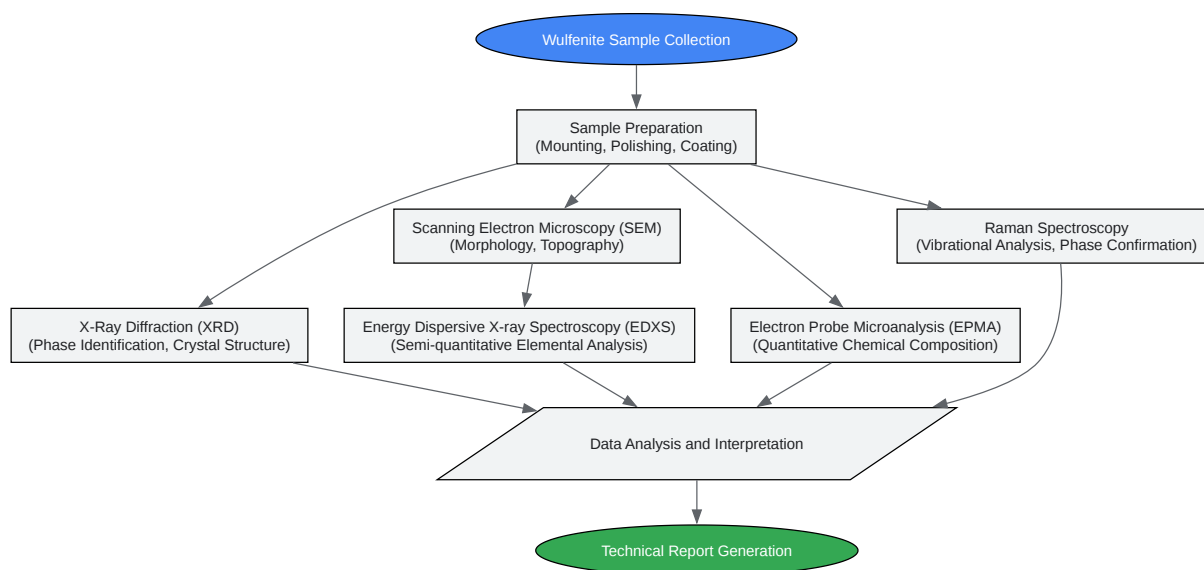 Wulfenite Sample Collection
Sample Preparation
(Mounting, Polishing, Coating)
Scanning Electron Microscopy (SEM)
(Morphology, Topography)
Raman Spectroscopy
(Vibrational Analysis, Phase Confirmation)
X-Ray Diffraction (XRD)
(Phase Identification, Crystal Structure)
Energy Dispersive X-ray Spectroscopy (EDXS)
(Semi-quantitative Elemental Analysis)
Electron Probe Microanalysis (EPMA)
(Quantitative Chemical Composition)
Data Analysis and Interpretation
Technical Report Generation